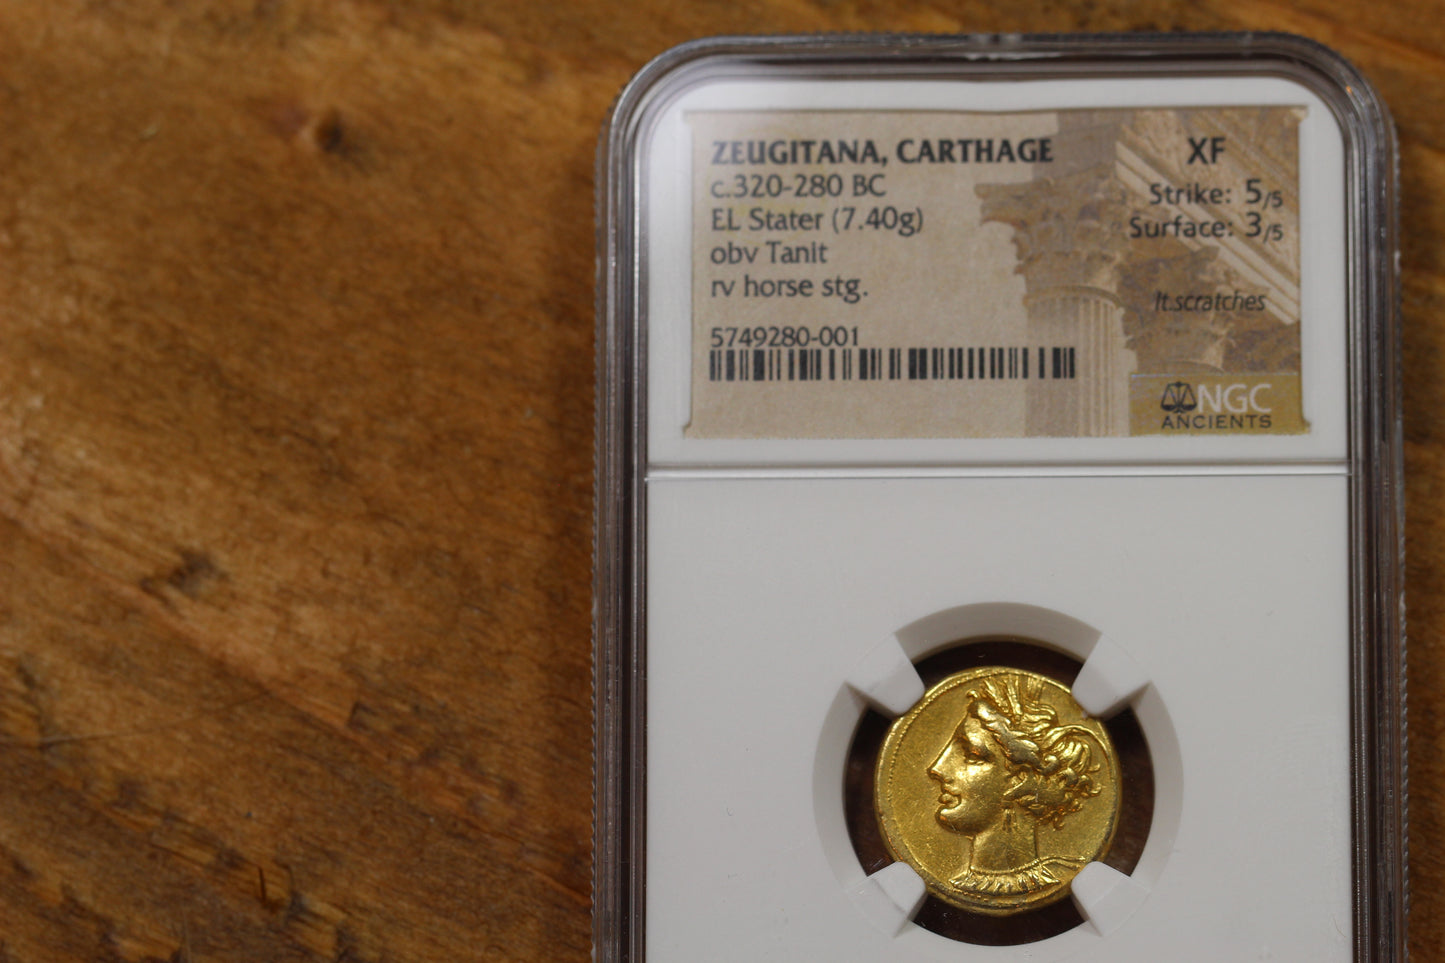 ZEUGITANA, CARTHAGE
c.320-280 BC
EL Stater (7.40g)
obv Tanit
rv horse stg.
5749280-001
XF
Strike: 5/5
Surface: 3/5
lt.scratches
NGC
ANCIENTS